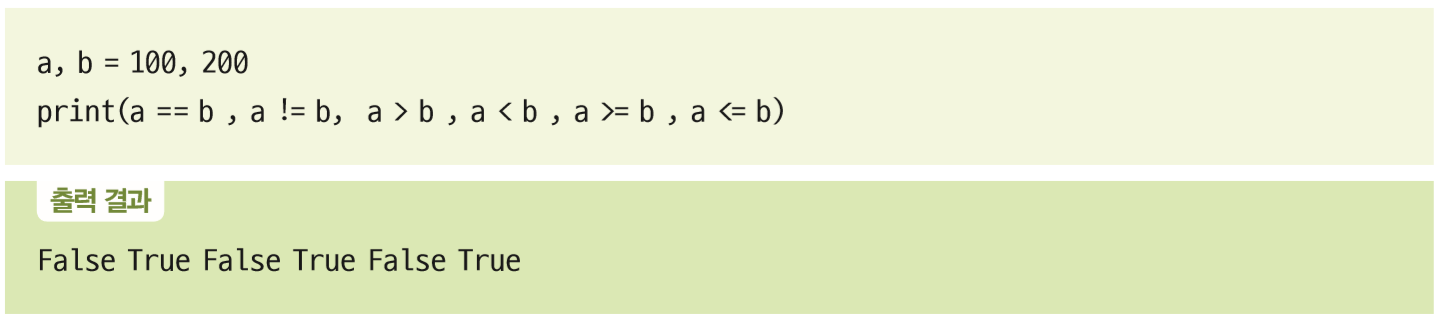 a, b = 100, 200
print(a == b , a != b,  a > b , a < b , a >= b , a <= b)
출력 결과
False True False True False True